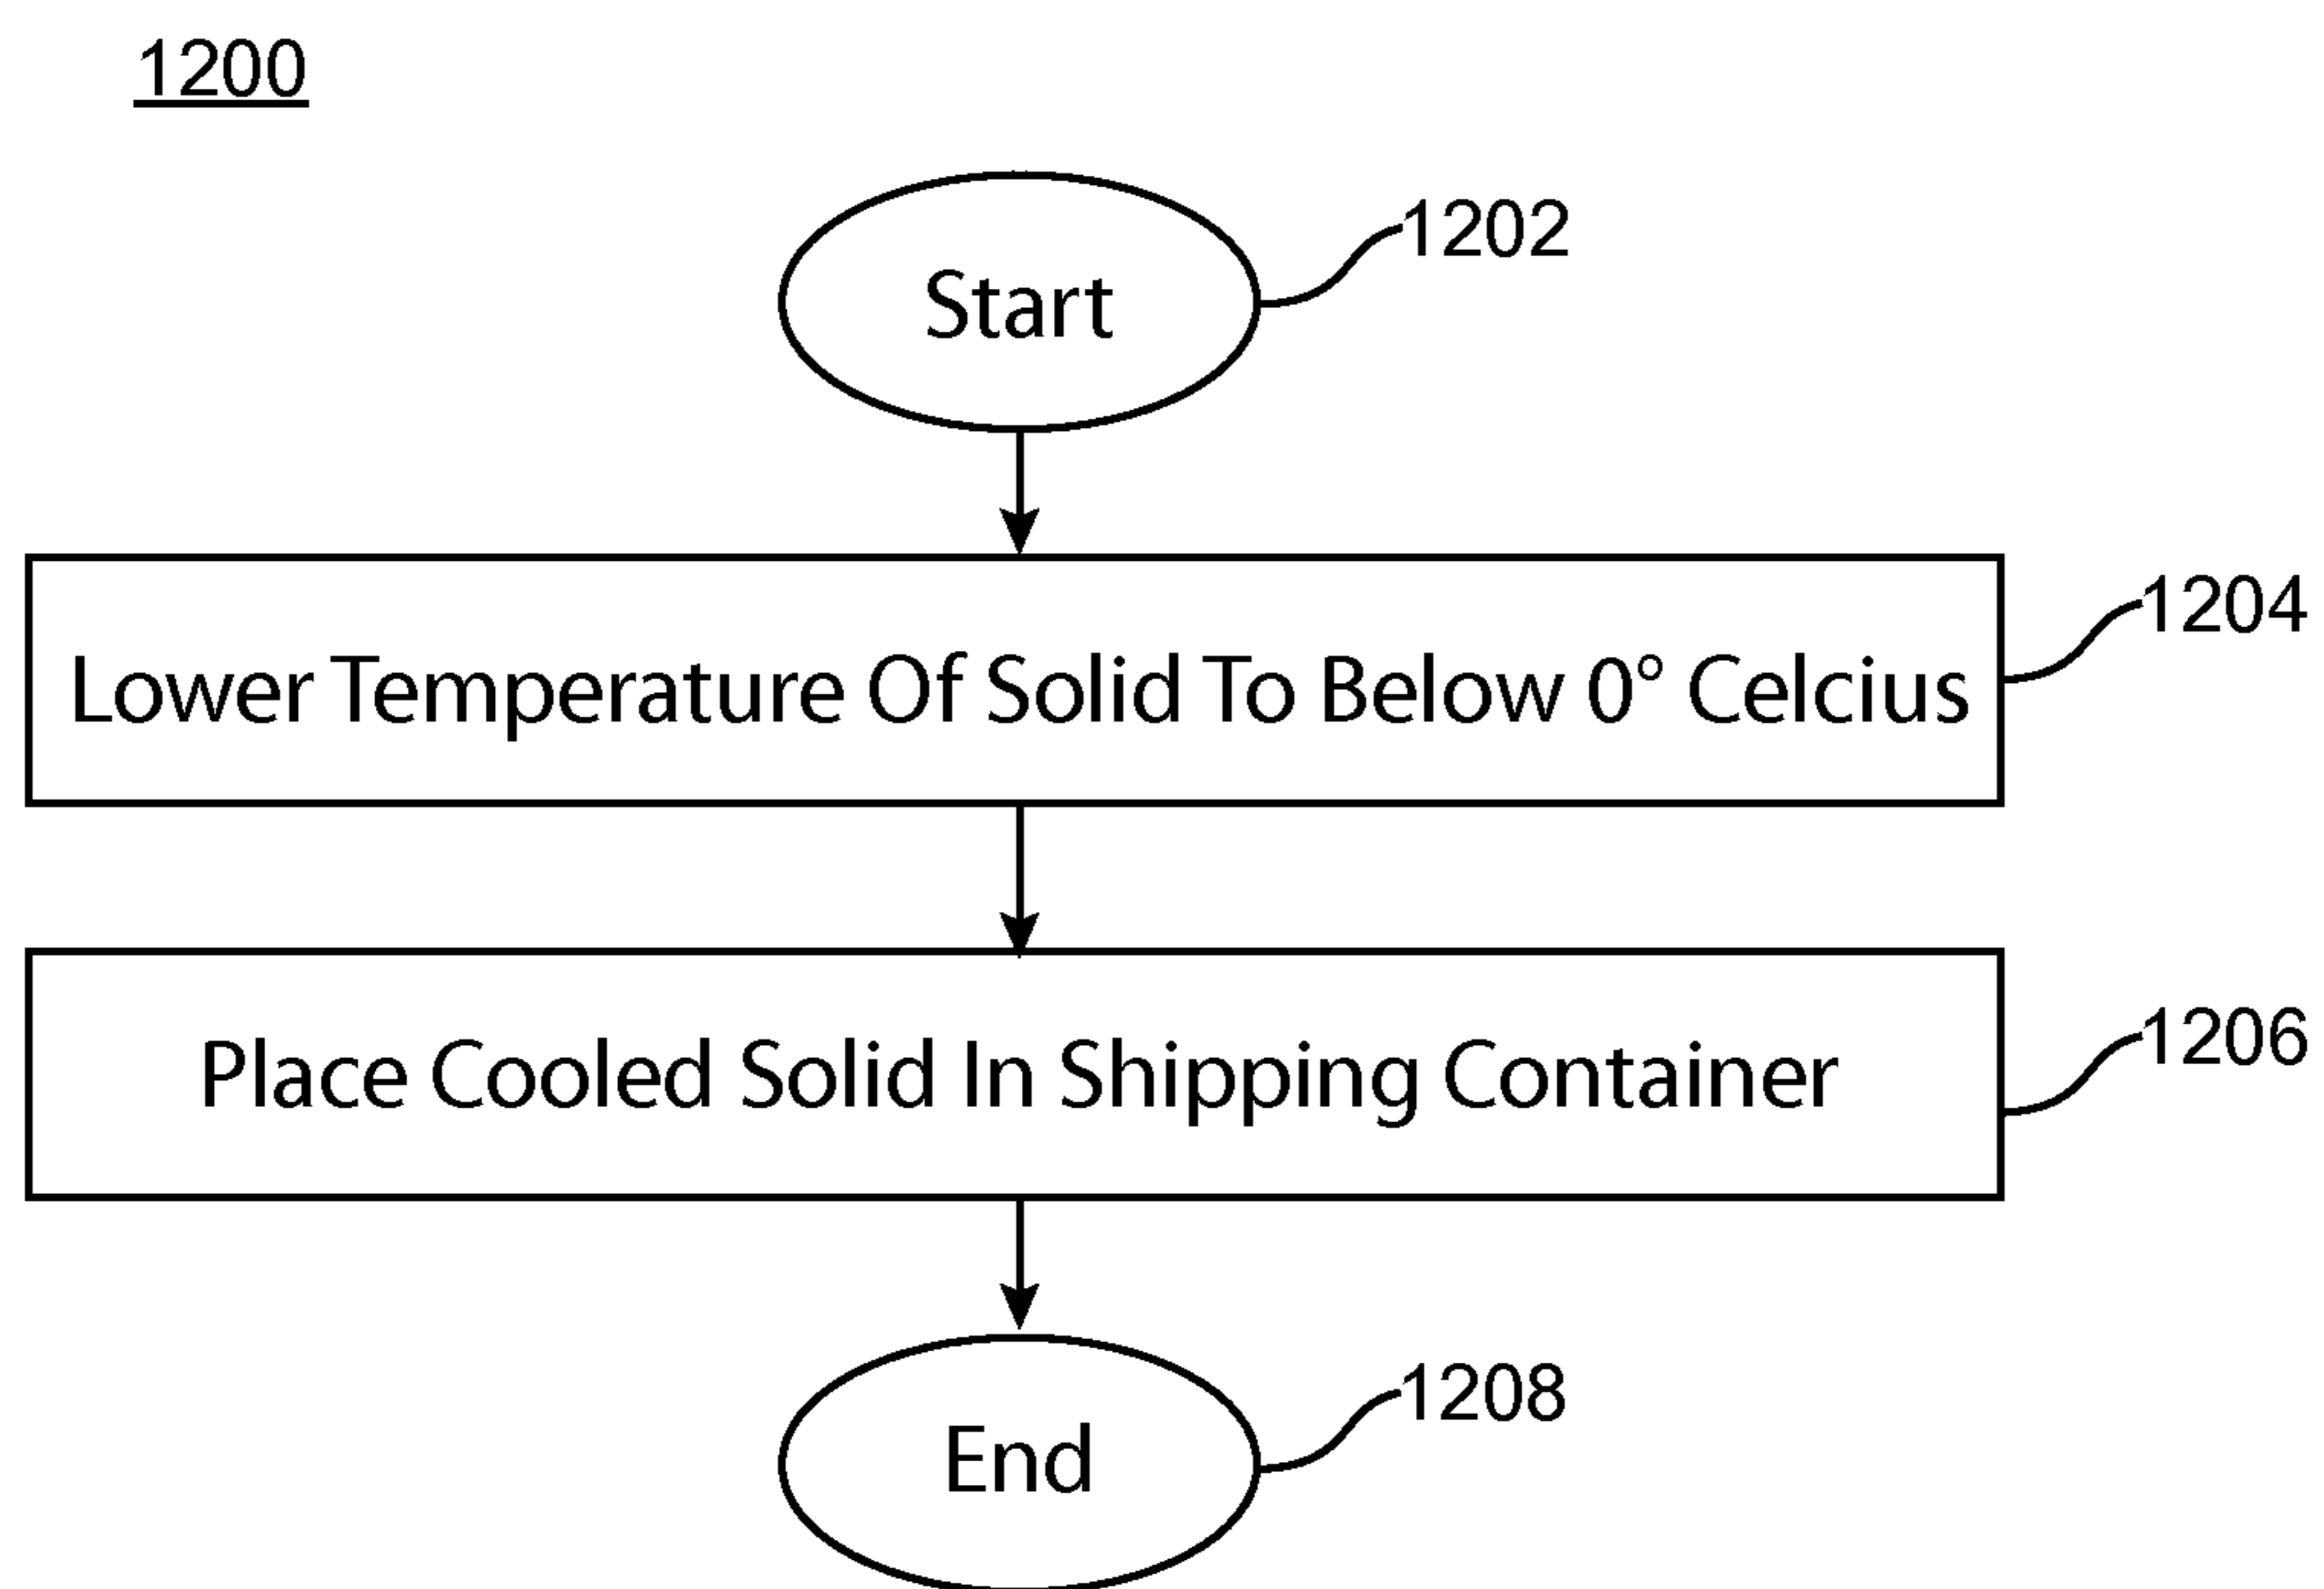 1200
Start
1202
Lower Temperature Of Solid To Below 0° Celcius
1204
Place Cooled Solid In Shipping Container
1206
End
1208